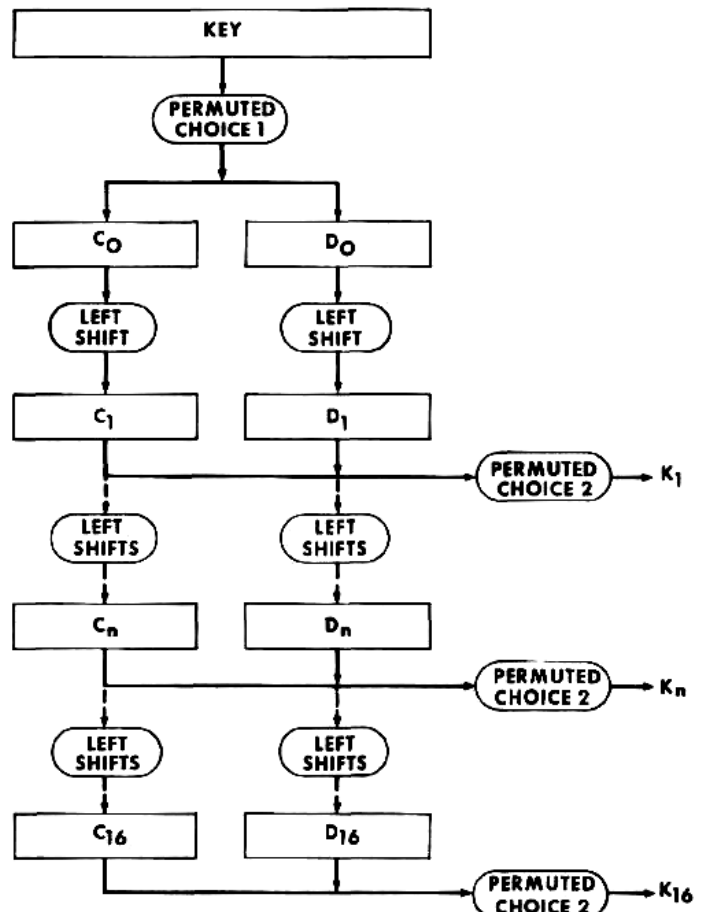 KEY
PERMUTED
CHOICE 1
C0
D0
LEFT
SHIFT
LEFT
SHIFT
C1
D1
PERMUTED
CHOICE 2
K1
LEFT
SHIFTS
LEFT
SHIFTS
Cn
Dn
PERMUTED
CHOICE 2
Kn
LEFT
SHIFTS
LEFT
SHIFTS
C16
D16
PERMUTED
CHOICE 2
K16